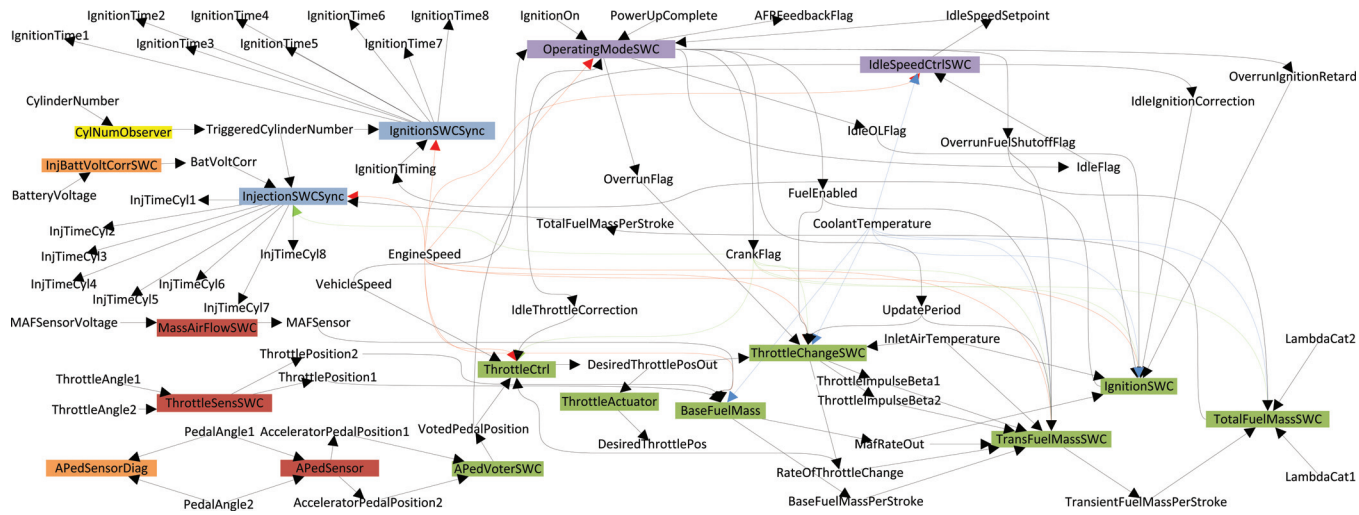 IgnitionTime2
IgnitionTime4
IgnitionTime6
IgnitionTime8
IgnitionOn
PowerUpComplete
AFRFeedbackFlag
IdleSpeedSetpoint
IgnitionTime1
IgnitionTime3
IgnitionTime5
IgnitionTime7
OperatingModeSWC
IdleSpeedCtrlSWC
OverrunIgnitionRetard
CylinderNumber
IdleIgnitionCorrection
CylNumObserver
TriggeredCylinderNumber
IgnitionSWCSync
IdleOLFlag
OverrunFuelShutoffFlag
InjBattVoltCorrSWC
BatVoltCorr
IgnitionTiming
IdleFlag
OverrunFlag
BatteryVoltage
InjTimeCyl1
InjectionSWCSync
FuelEnabled
InjTimeCyl2
TotalFuelMassPerStroke
CoolantTemperature
InjTimeCyl3
InjTimeCyl8
EngineSpeed
CrankFlag
InjTimeCyl4
InjTimeCyl6
InjTimeCyl5
VehicleSpeed
InjTimeCyl7
IdleThrottleCorrection
UpdatePeriod
MAFSensorVoltage
MassAirFlowSWC
MAFSensor
InletAirTemperature
LambdaCat2
ThrottlePosition2
ThrottleChangeSWC
ThrottleCtrl
DesiredThrottlePosOut
ThrottleAngle1
ThrottlePosition1
ThrottleImpulseBeta1
IgnitionSWC
ThrottleSensSWC
ThrottleActuator
ThrottleImpulseBeta2
ThrottleAngle2
BaseFuelMass
TotalFuelMassSWC
PedalAngle1
AcceleratorPedalPosition1
VotedPedalPosition
DesiredThrottlePos
MafRateOut
TransFuelMassSWC
APedSensorDiag
APedSensor
APedVoterSWC
RateOfThrottleChange
LambdaCat1
PedalAngle2
AcceleratorPedalPosition2
BaseFuelMassPerStroke
TransientFuelMassPerStroke